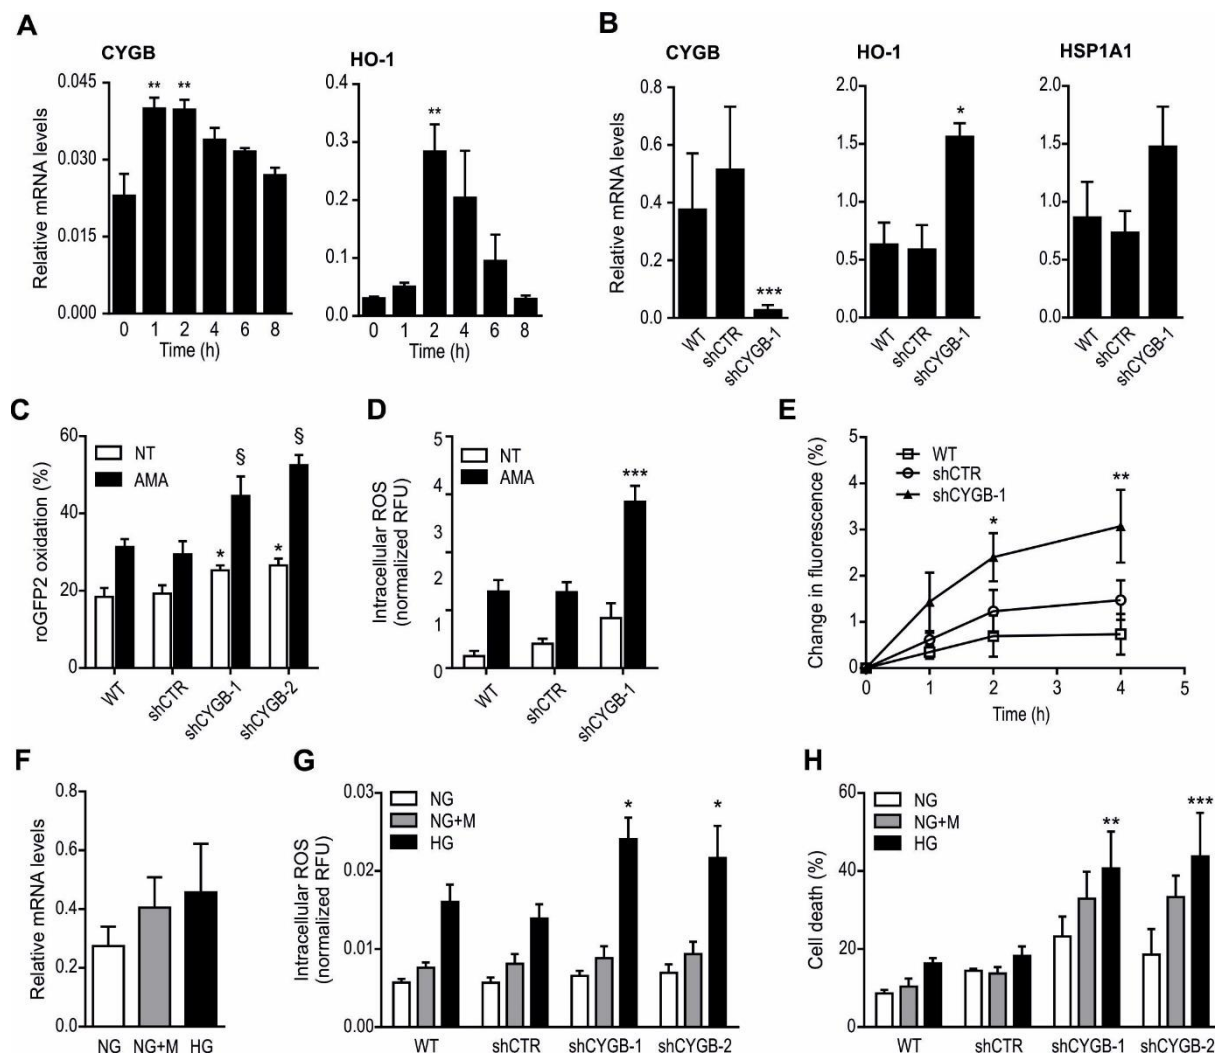 A
CYGB
Relative mRNA levels
0.045
0.030
0.015
0.000
** **
0 1 2 4 6 8
Time (h)
HO-1
0.4
0.3
0.2
0.1
0.0
**
0 1 2 4 6 8
Time (h)
B
CYGB
Relative mRNA levels
0.8
0.6
0.4
0.2
0.0
***
WT shCTR shCYGB-1
HO-1
2.0
1.5
1.0
0.5
0.0
*
WT shCTR shCYGB-1
HSP1A1
2.0
1.5
1.0
0.5
0.0
WT shCTR shCYGB-1
C
roGFP2 oxidation (%)
60
40
20
0
NT
AMA
§ §
* *
WT shCTR shCYGB-1 shCYGB-2
D
Intracellular ROS
(normalized RFU)
5
4
3
2
1
0
NT
AMA
***
WT shCTR shCYGB-1
E
Change in fluorescence (%)
5
3
2
1
0
WT
shCTR
shCYGB-1
* **
0 1 2 3 4 5
Time (h)
F
Relative mRNA levels
0.8
0.6
0.4
0.2
0.0
NG NG+M HG
G
Intracellular ROS
(normalized RFU)
0.03
0.02
0.01
0.00
NG
NG+M
HG
* *
WT shCTR shCYGB-1 shCYGB-2
H
Cell death (%)
60
40
20
0
NG
NG+M
HG
** ***
WT shCTR shCYGB-1 shCYGB-2